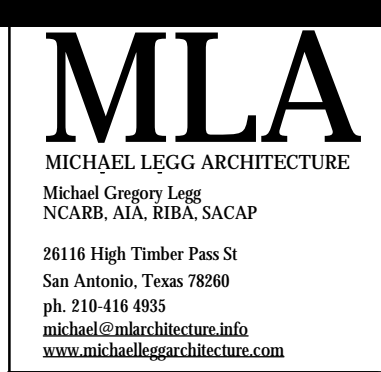 MLA
MICHAEL LEGG ARCHITECTURE
Michael Gregory Legg
NCARB, AIA, RIBA, SACAP
26116 High Timber Pass St
San Antonio, Texas 78260
ph. 210-416 4935
michael@mlarchitecture.info
www.michaelleggarchitecture.com